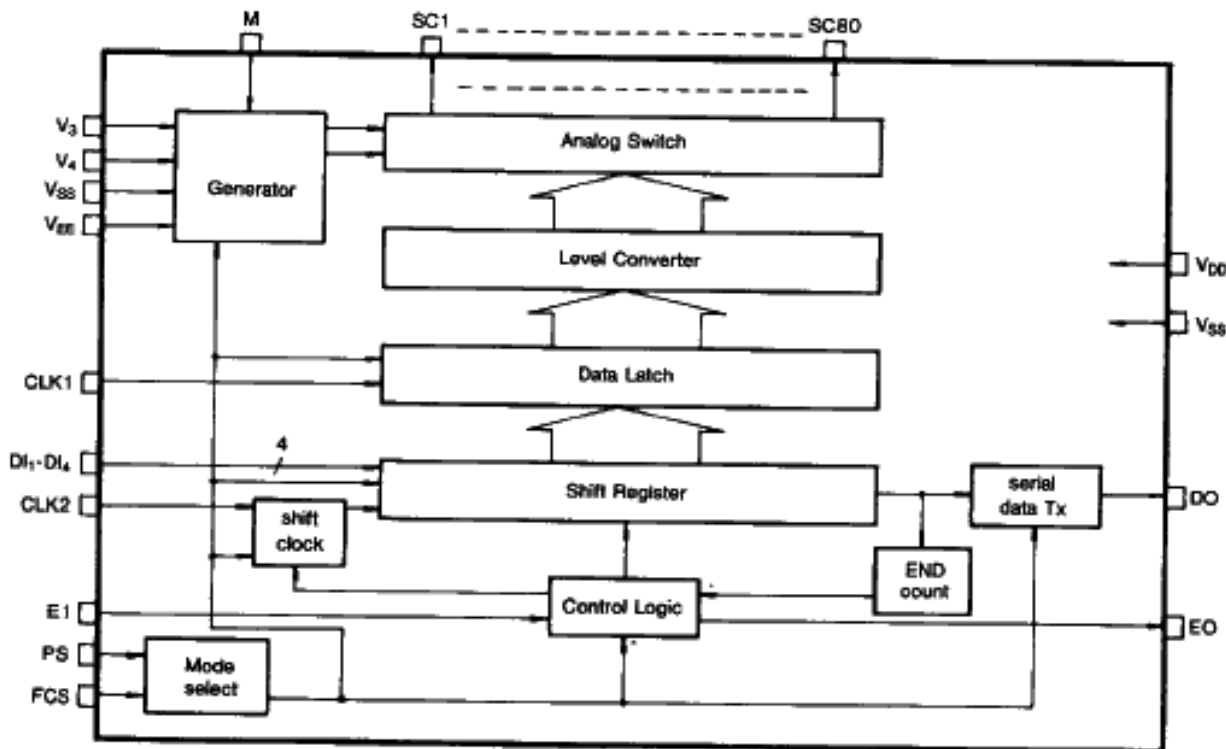 M SC1 SC80
V₃
V₄
VSS
VEE
Generator
Analog Switch
Level Converter
VDD
VSS
CLK1
Data Latch
4
DI₁-DI₄
CLK2
Shift Register
shift
clock
serial
data Tx
DO
END
count
EI
Control Logic
EO
PS
FCS
Mode
select